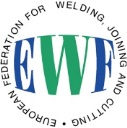 EUROPEAN FEDERATION FOR WELDING, JOINING AND CUTTING •
EWF